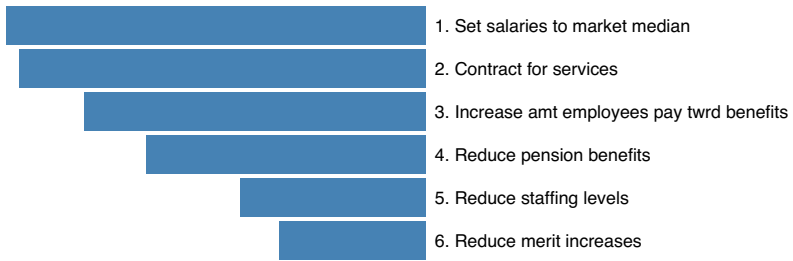 1. Set salaries to market median
2. Contract for services
3. Increase amt employees pay twrd benefits
4. Reduce pension benefits
5. Reduce staffing levels
6. Reduce merit increases